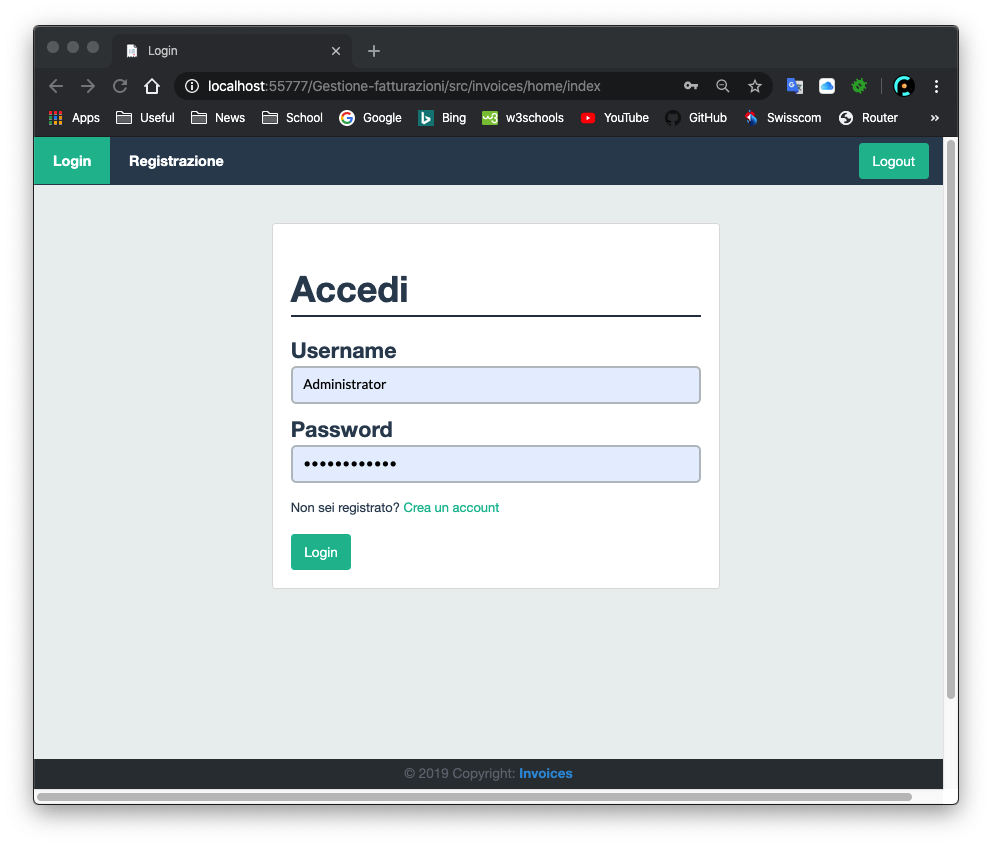 Login
localhost:55777/Gestione-fatturazioni/src/invoices/home/index
Apps Useful News School Google Bing w3schools YouTube GitHub Swisscom Router »
Login Registrazione Logout
Accedi
Username
Administrator
Password
••••••••••••
Non sei registrato? Crea un account
Login
© 2019 Copyright: Invoices